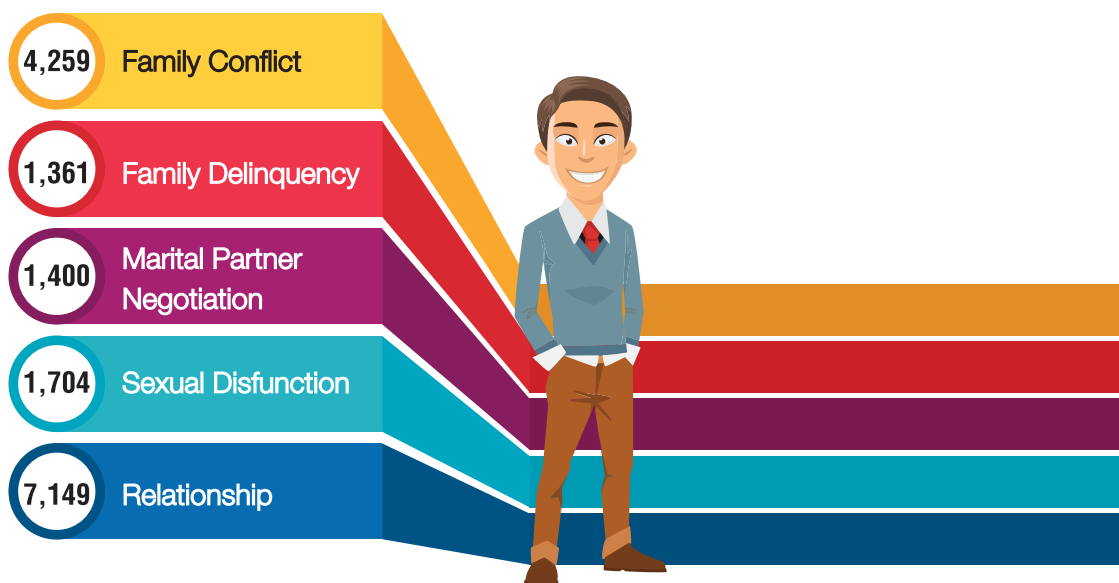 4,259 Family Conflict
1,361 Family Delinquency
1,400 Marital Partner
Negotiation
1,704 Sexual Disfunction
7,149 Relationship